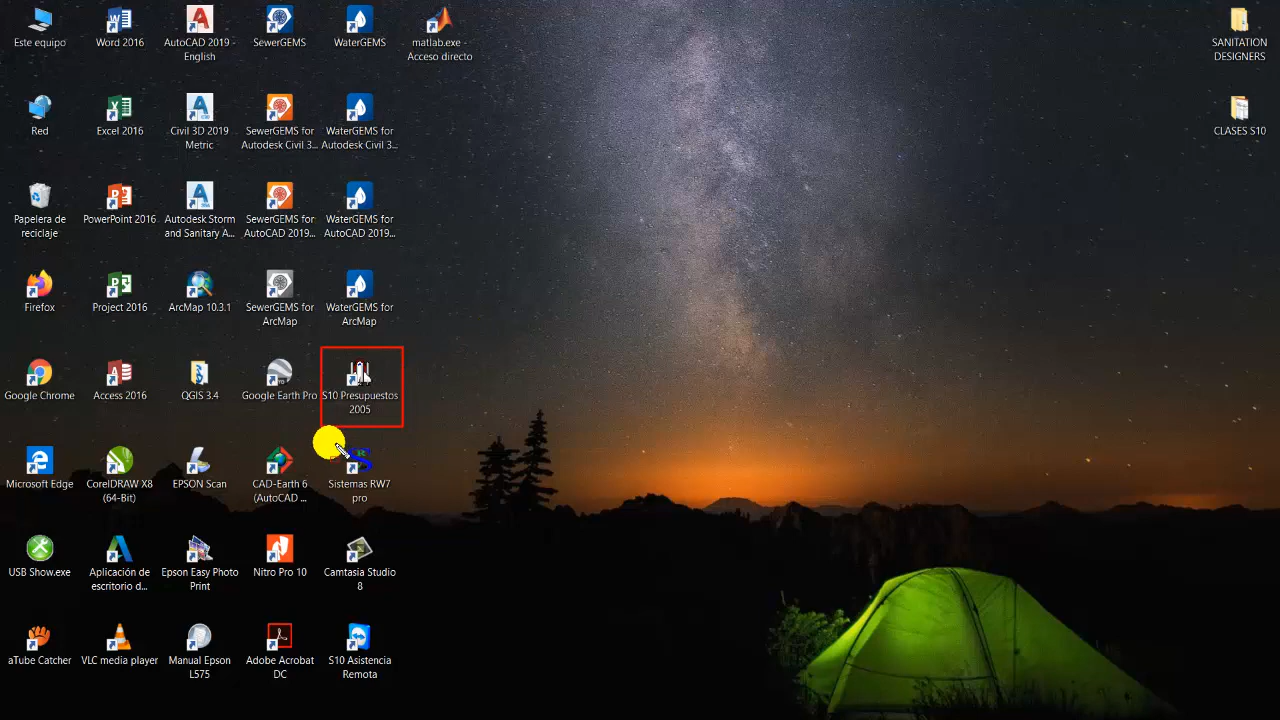 Este equipo
Word 2016
AutoCAD 2019 -
English
SewerGEMS
WaterGEMS
matlab.exe -
Acceso directo
SANITATION
DESIGNERS
Red
Excel 2016
Civil 3D 2019
Metric
SewerGEMS for
Autodesk Civil 3...
WaterGEMS for
Autodesk Civil 3...
CLASES S10
Papelera de
reciclaje
PowerPoint 2016
Autodesk Storm
and Sanitary A...
SewerGEMS for
AutoCAD 2019...
WaterGEMS for
AutoCAD 2019...
Firefox
Project 2016
ArcMap 10.3.1
SewerGEMS for
ArcMap
WaterGEMS for
ArcMap
Google Chrome
Access 2016
QGIS 3.4
Google Earth Pro
S10 Presupuestos
2005
Microsoft Edge
CorelDRAW X8
(64-Bit)
EPSON Scan
CAD-Earth 6
(AutoCAD ...
Sistemas RW7
pro
USB Show.exe
Aplicación de
escritorio d...
Epson Easy Photo
Print
Nitro Pro 10
Camtasia Studio
8
aTube Catcher
VLC media player
Manual Epson
L575
Adobe Acrobat
DC
S10 Asistencia
Remota